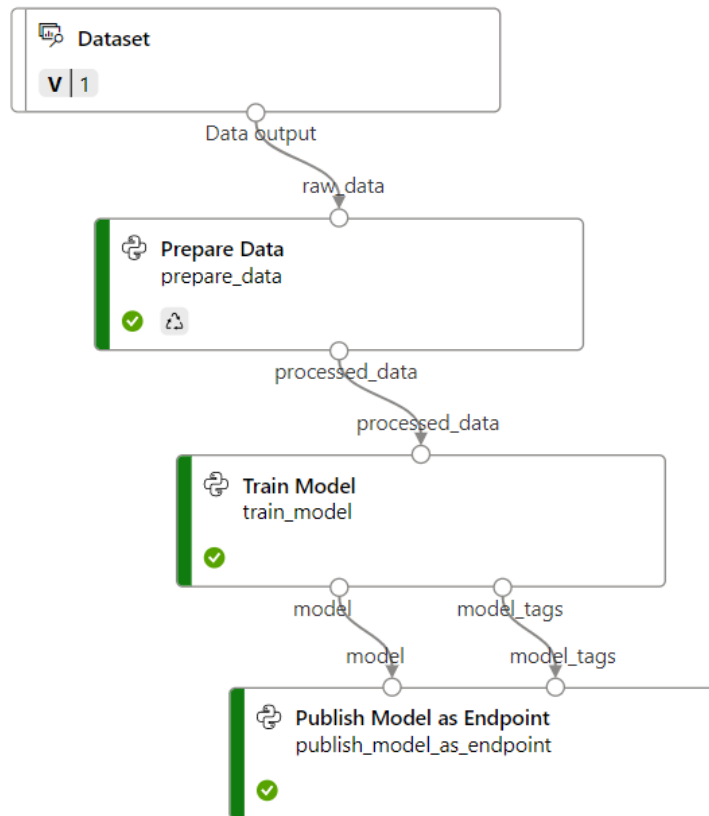 Dataset
V 1
Data output
raw_data
Prepare Data
prepare_data
processed_data
processed_data
Train Model
train_model
model model_tags
model model_tags
Publish Model as Endpoint
publish_model_as_endpoint